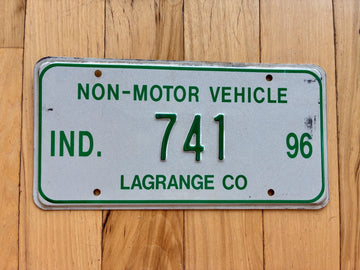 NON-MOTOR VEHICLE
IND. 741 96
LAGRANGE CO